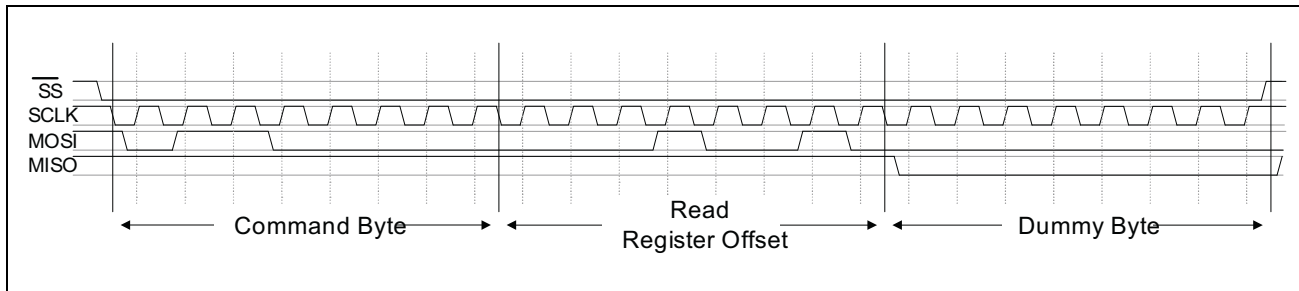 SS
SCLK
MOSI
MISO
Command Byte
Read
Register Offset
Dummy Byte